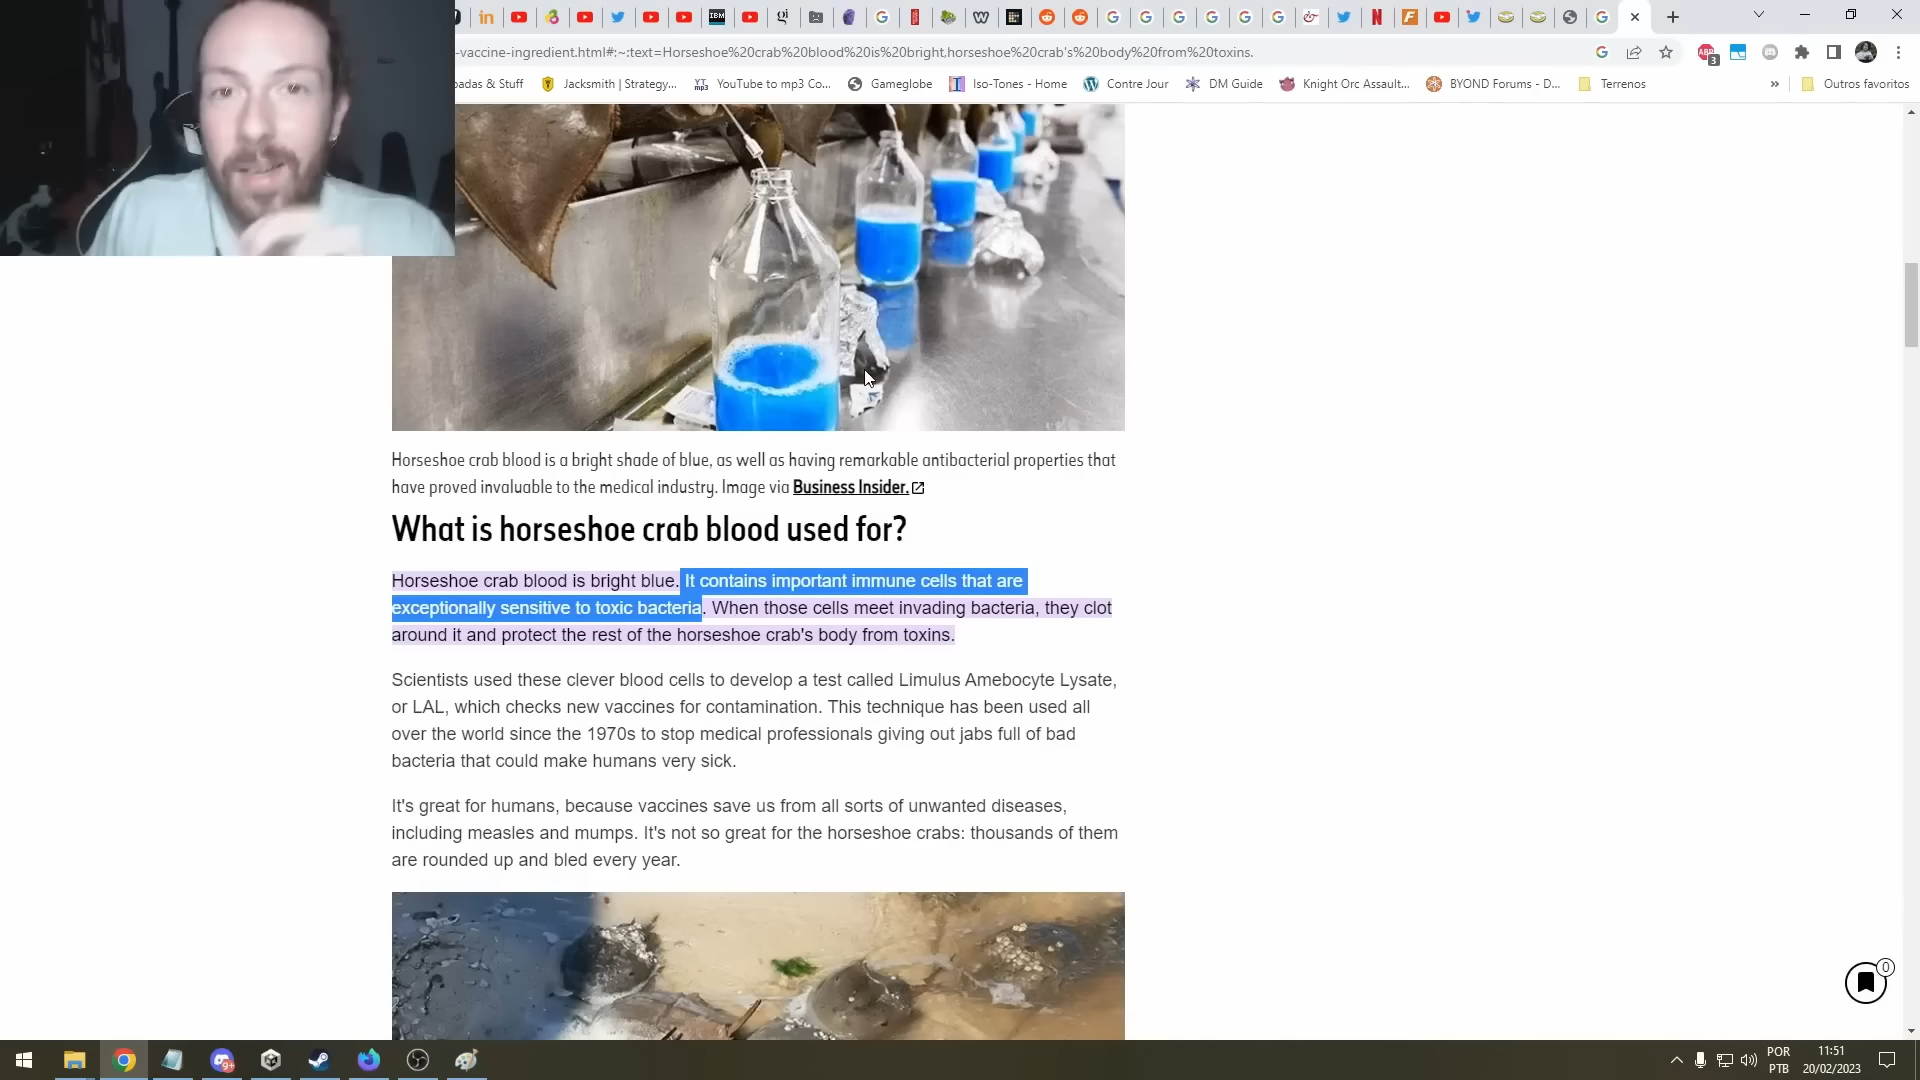 -vaccine-ingredient.html#:~:text=Horseshoe%20crab%20blood%20is%20bright,horseshoe%20crab's%20body%20from%20toxins.
ABP
3
padas & Stuff
Jacksmith | Strategy...
YT
mp3
YouTube to mp3 Co...
Gameglobe
Iso-Tones - Home
Contre Jour
DM Guide
Knight Orc Assault...
BYOND Forums - D...
Terrenos
»
Outros favoritos
Horseshoe crab blood is a bright shade of blue, as well as having remarkable antibacterial properties that
have proved invaluable to the medical industry. Image via Business Insider.
What is horseshoe crab blood used for?
Horseshoe crab blood is bright blue. It contains important immune cells that are
exceptionally sensitive to toxic bacteria. When those cells meet invading bacteria, they clot
around it and protect the rest of the horseshoe crab's body from toxins.
Scientists used these clever blood cells to develop a test called Limulus Amebocyte Lysate,
or LAL, which checks new vaccines for contamination. This technique has been used all
over the world since the 1970s to stop medical professionals giving out jabs full of bad
bacteria that could make humans very sick.
It's great for humans, because vaccines save us from all sorts of unwanted diseases,
including measles and mumps. It's not so great for the horseshoe crabs: thousands of them
are rounded up and bled every year.
0
9+
POR
PTB
11:51
20/02/2023